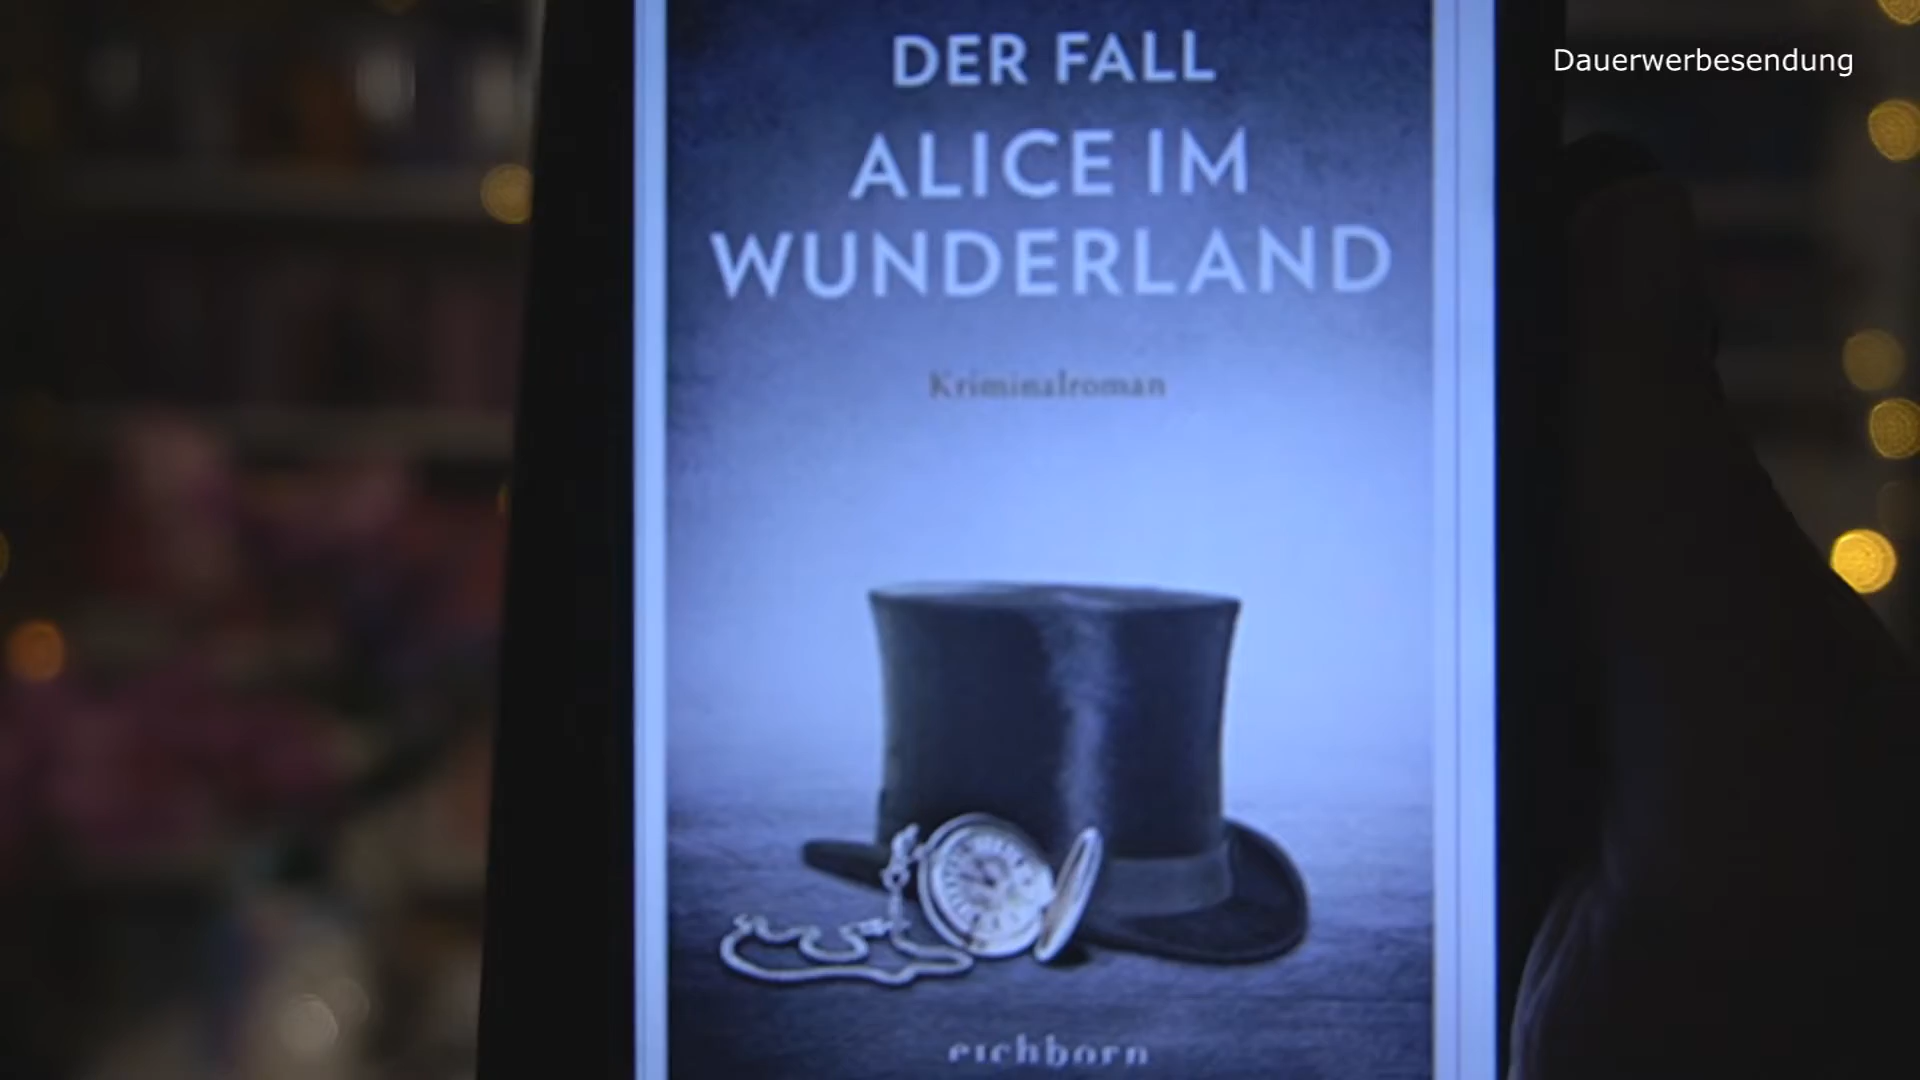 Dauerwerbesendung
DER FALL
ALICE IM
WUNDERLAND
Kriminalroman
eichborn